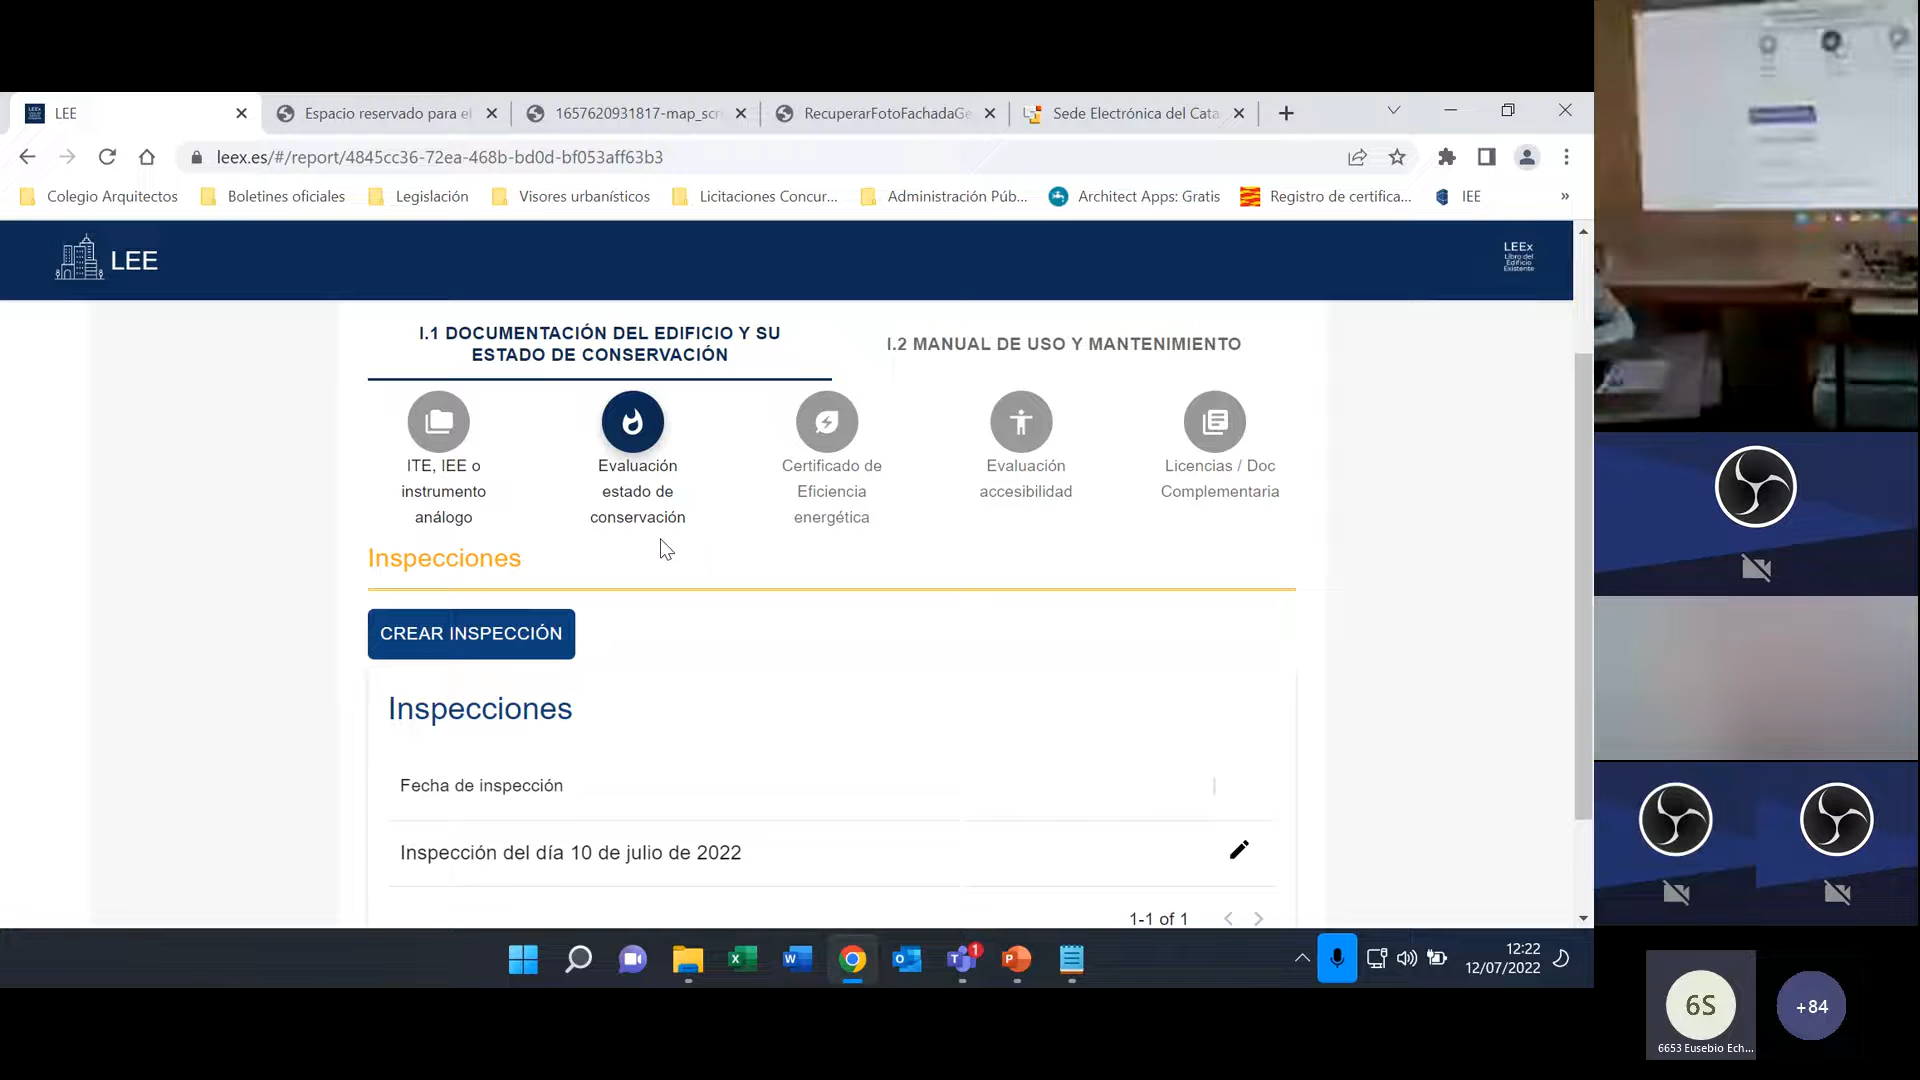 LEE
Espacio reservado para el
1657620931817-map_scr
RecuperarFotoFachadaGe
Sede Electrónica del Cata
leex.es/#/report/4845cc36-72ea-468b-bd0d-bf053aff63b3
Colegio Arquitectos
Boletines oficiales
Legislación
Visores urbanísticos
Licitaciones Concur...
Administración Púb...
Architect Apps: Gratis
Registro de certifica...
IEE
»
LEE
LEEx
Libro del
Edificio
Existente
I.1 DOCUMENTACIÓN DEL EDIFICIO Y SU
ESTADO DE CONSERVACIÓN
I.2 MANUAL DE USO Y MANTENIMIENTO
ITE, IEE o
instrumento
análogo
Evaluación
estado de
conservación
Certificado de
Eficiencia
energética
Evaluación
accesibilidad
Licencias / Doc
Complementaria
Inspecciones
CREAR INSPECCIÓN
Inspecciones
Fecha de inspección
Inspección del día 10 de julio de 2022
1-1 of 1
12:22
12/07/2022
6S
6653 Eusebio Ech...
+84